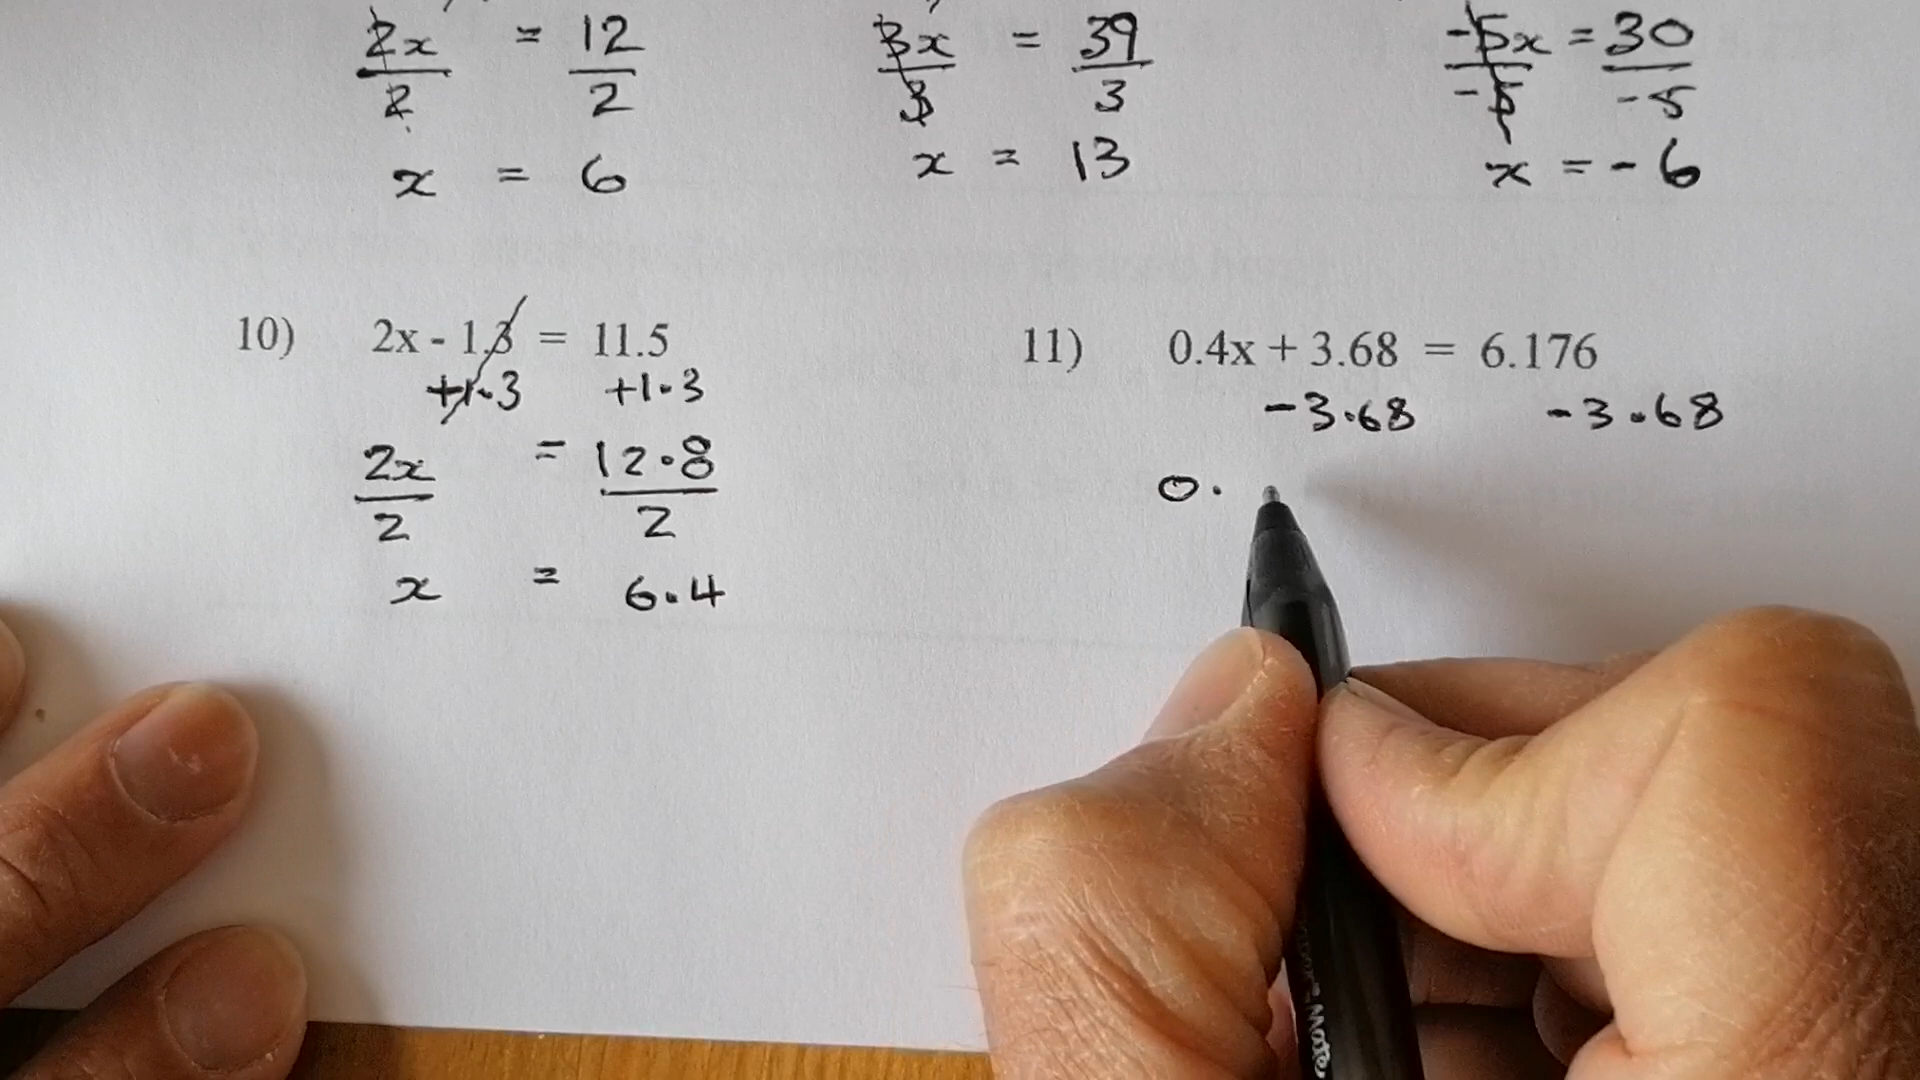 2x = 12 3x = 39 -5x = 30
2 2 3 3 -5 -5
x = 6 x = 13 x = -6
10) 2x - 1.3 = 11.5 11) 0.4x + 3.68 = 6.176
+1.3 +1.3 -3.68 -3.68
2x = 12.8 0.
2 2
x = 6.4